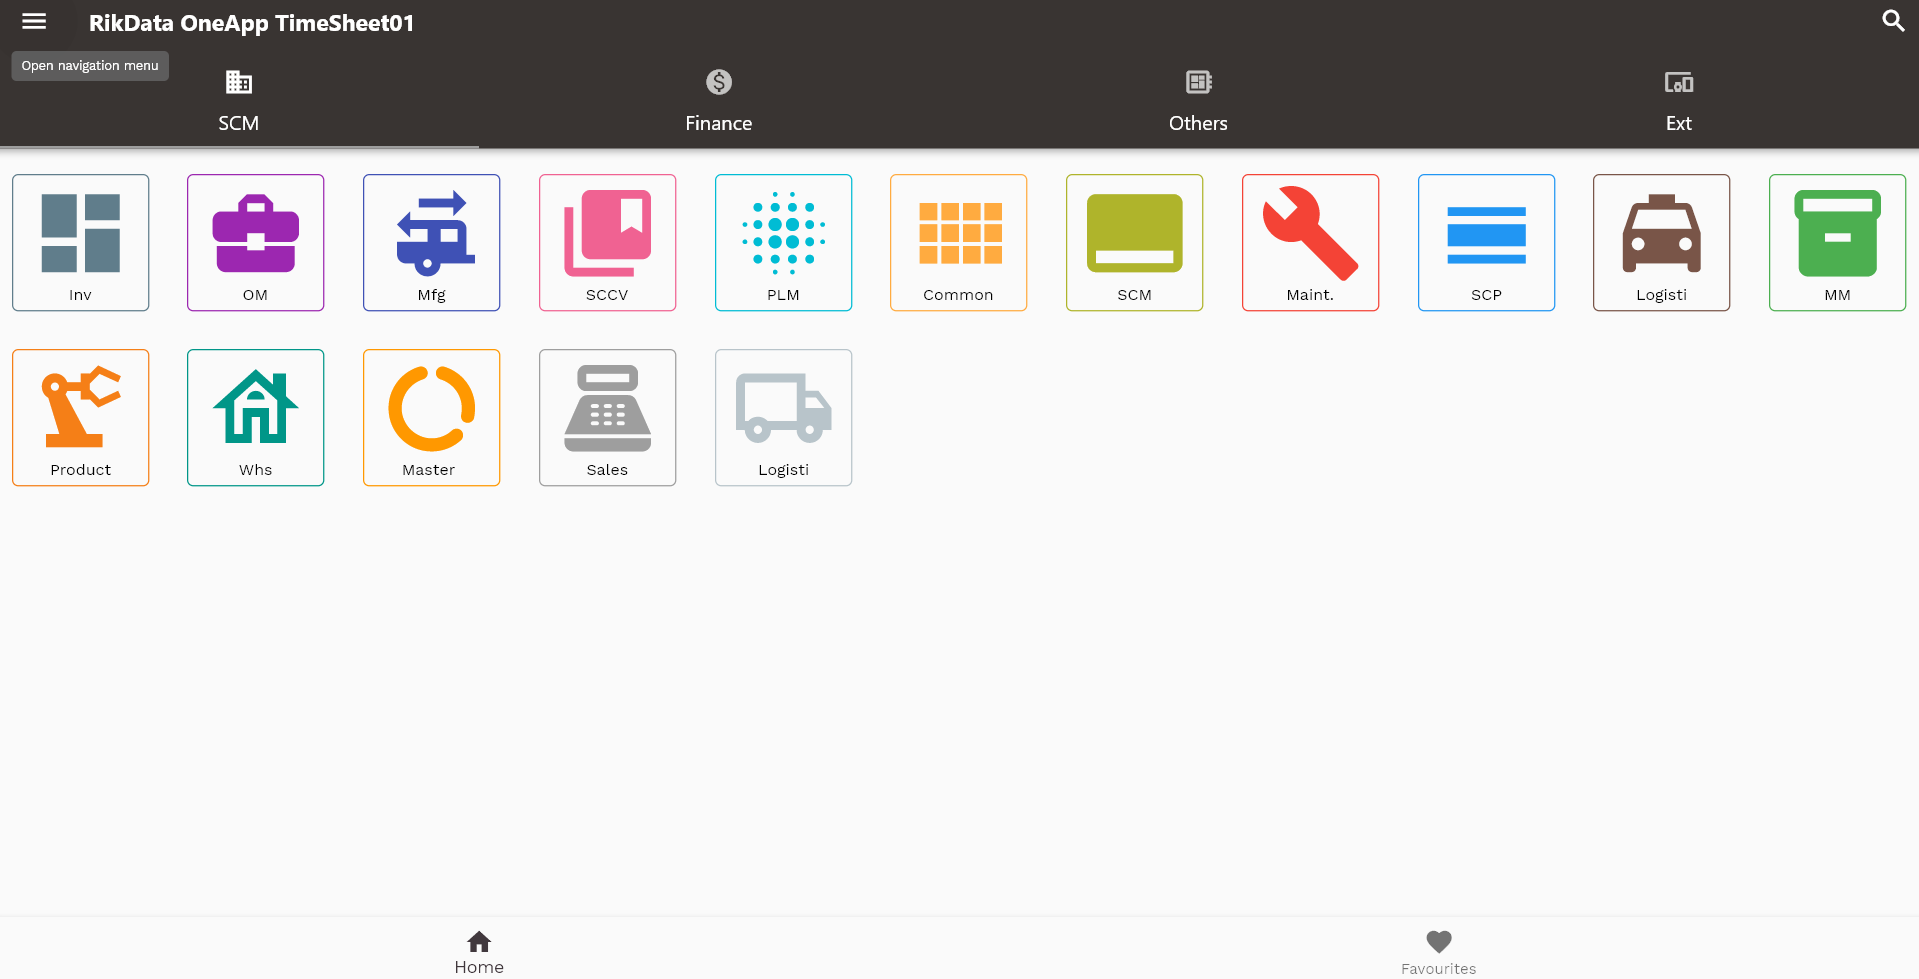 RikData OneApp TimeSheet01
Open navigation menu
SCM
Finance
Others
Ext
Inv
OM
Mfg
SCCV
PLM
Common
SCM
Maint.
SCP
Logisti
MM
Product
Whs
Master
Sales
Logisti
Home
Favourites